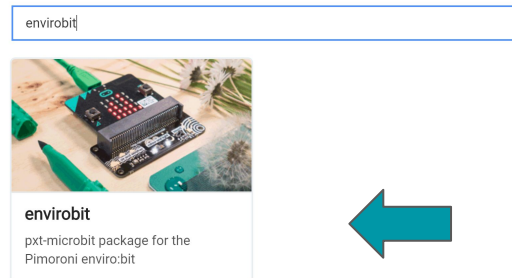 envirobit
envirobit
pxt-microbit package for the
Pimoroni enviro:bit